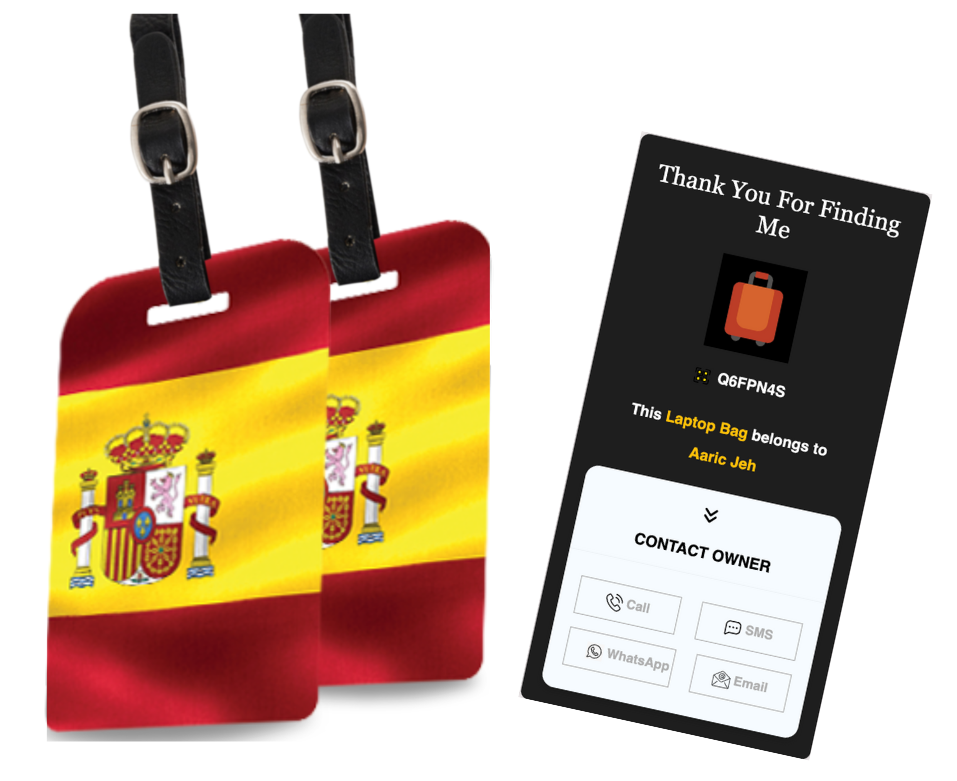 Thank You For Finding
Me
Q6FPN4S
This Laptop Bag belongs to
Aaric Jeh
CONTACT OWNER
Call
SMS
WhatsApp
Email